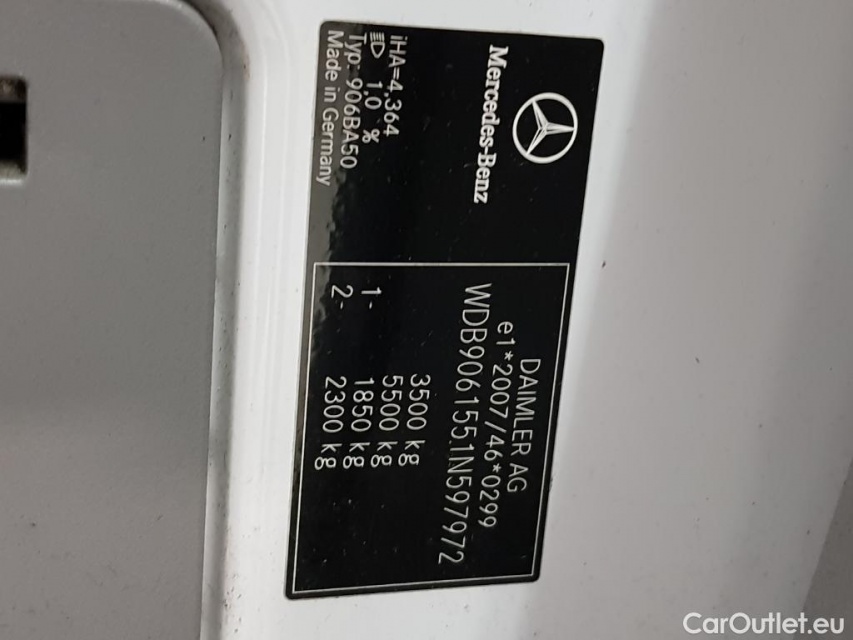 Mercedes-Benz
iHA=4,364
1,0 %
Typ: 906BA50
Made in Germany
DAIMLER AG
e1*2007/46*0299
WDB9061551N597972
3500 kg
5500 kg
1- 1850 kg
2- 2300 kg
CarOutlet.eu